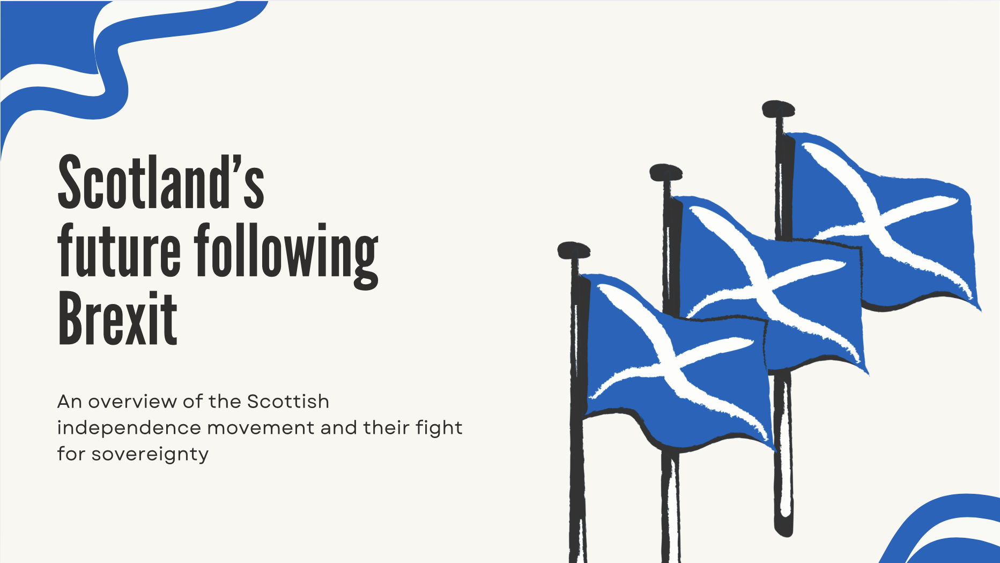 Scotland’s
future following
Brexit
An overview of the Scottish
independence movement and their fight
for sovereignty